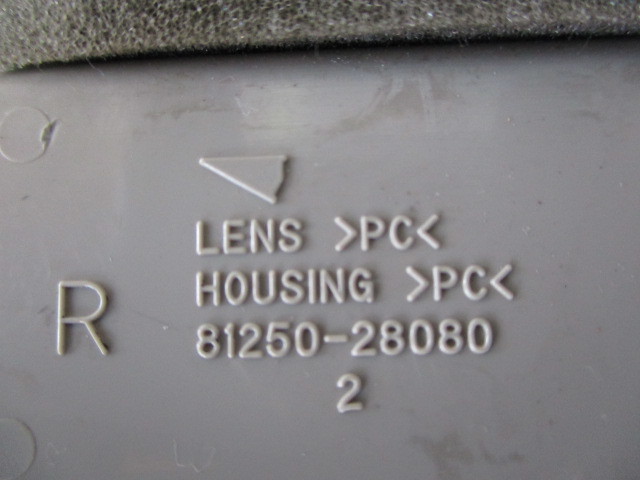 LENS >PC<
HOUSING >PC<
R
81250-28080
2